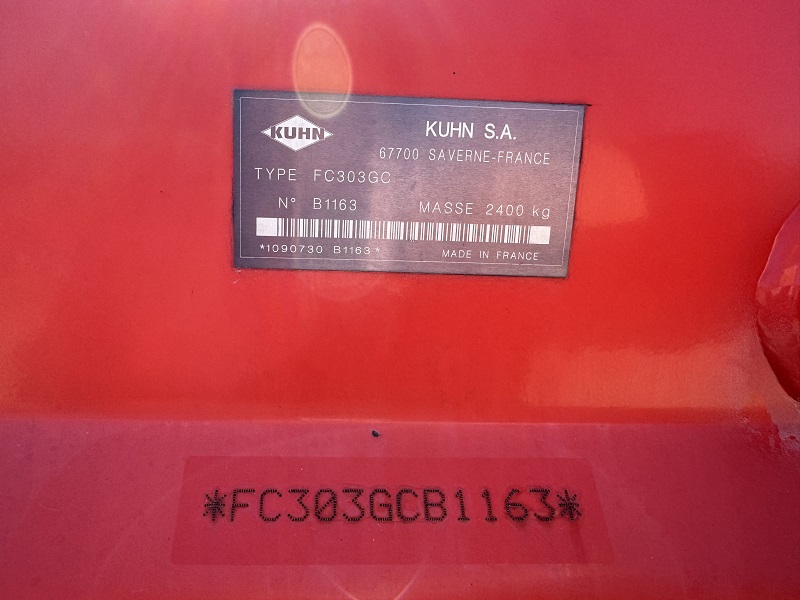 KUHN
KUHN S.A.
67700 SAVERNE-FRANCE
TYPE FC303GC
N° B1163 MASSE 2400 kg
*1090730 B1163* MADE IN FRANCE
*FC303GCB1163*